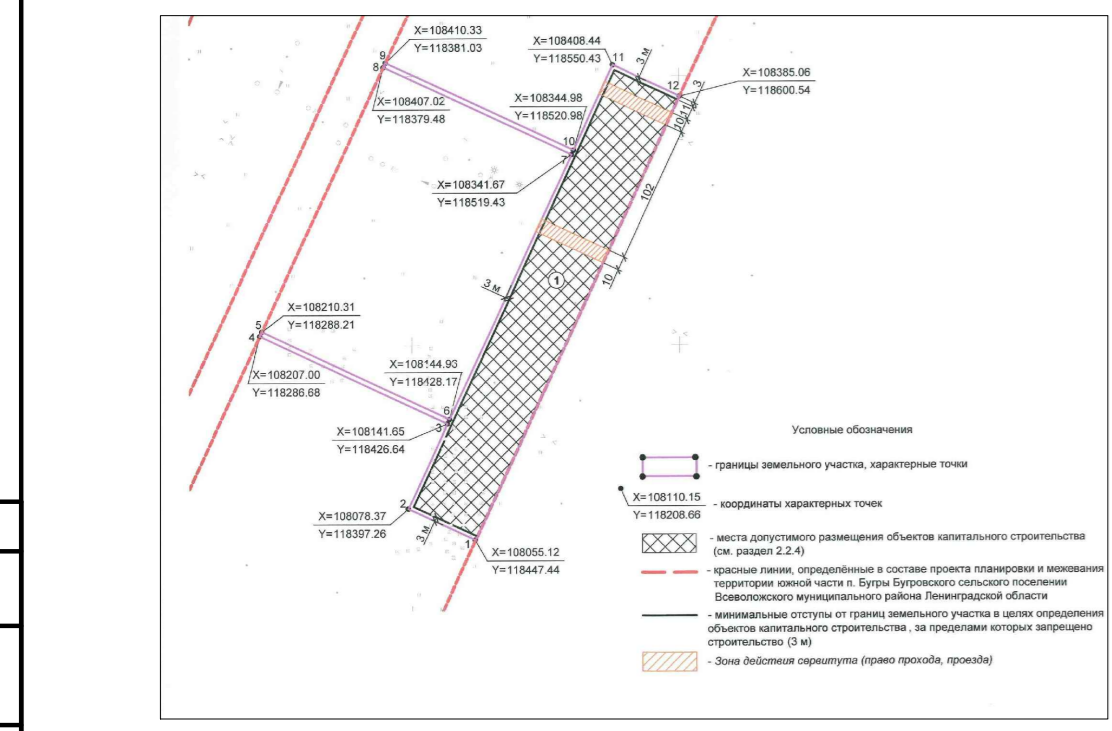 X=108410.33
Y=118381.03
9
8
X=108407.02
Y=118379.48
X=108408.44
Y=118550.43
11
3 м
X=108385.06
Y=118600.54
12
3
11
10
X=108344.98
Y=118520.98
10
7
X=108341.67
Y=118519.43
102
10
1
3 м
X=108210.31
Y=118288.21
5
4
X=108207.00
Y=118286.68
X=108144.93
Y=118428.17
6
3
X=108141.65
Y=118426.64
2
X=108078.37
Y=118397.26
3 м
1
X=108055.12
Y=118447.44
Условные обозначения
- границы земельного участка, характерные точки
X=108110.15
Y=118208.66
- координаты характерных точек
- места допустимого размещения объектов капитального строительства
(см. раздел 2.2.4)
- красные линии, определённые в составе проекта планировки и межевания
территории южной части п. Бугры Бугровского сельского поселении
Всеволожского муниципального района Ленинградской области
- минимальные отступы от границ земельного участка в целях определения
объектов капитального строительства , за пределами которых запрещено
строительство (3 м)
- Зона действия сервитута (право прохода, проезда)